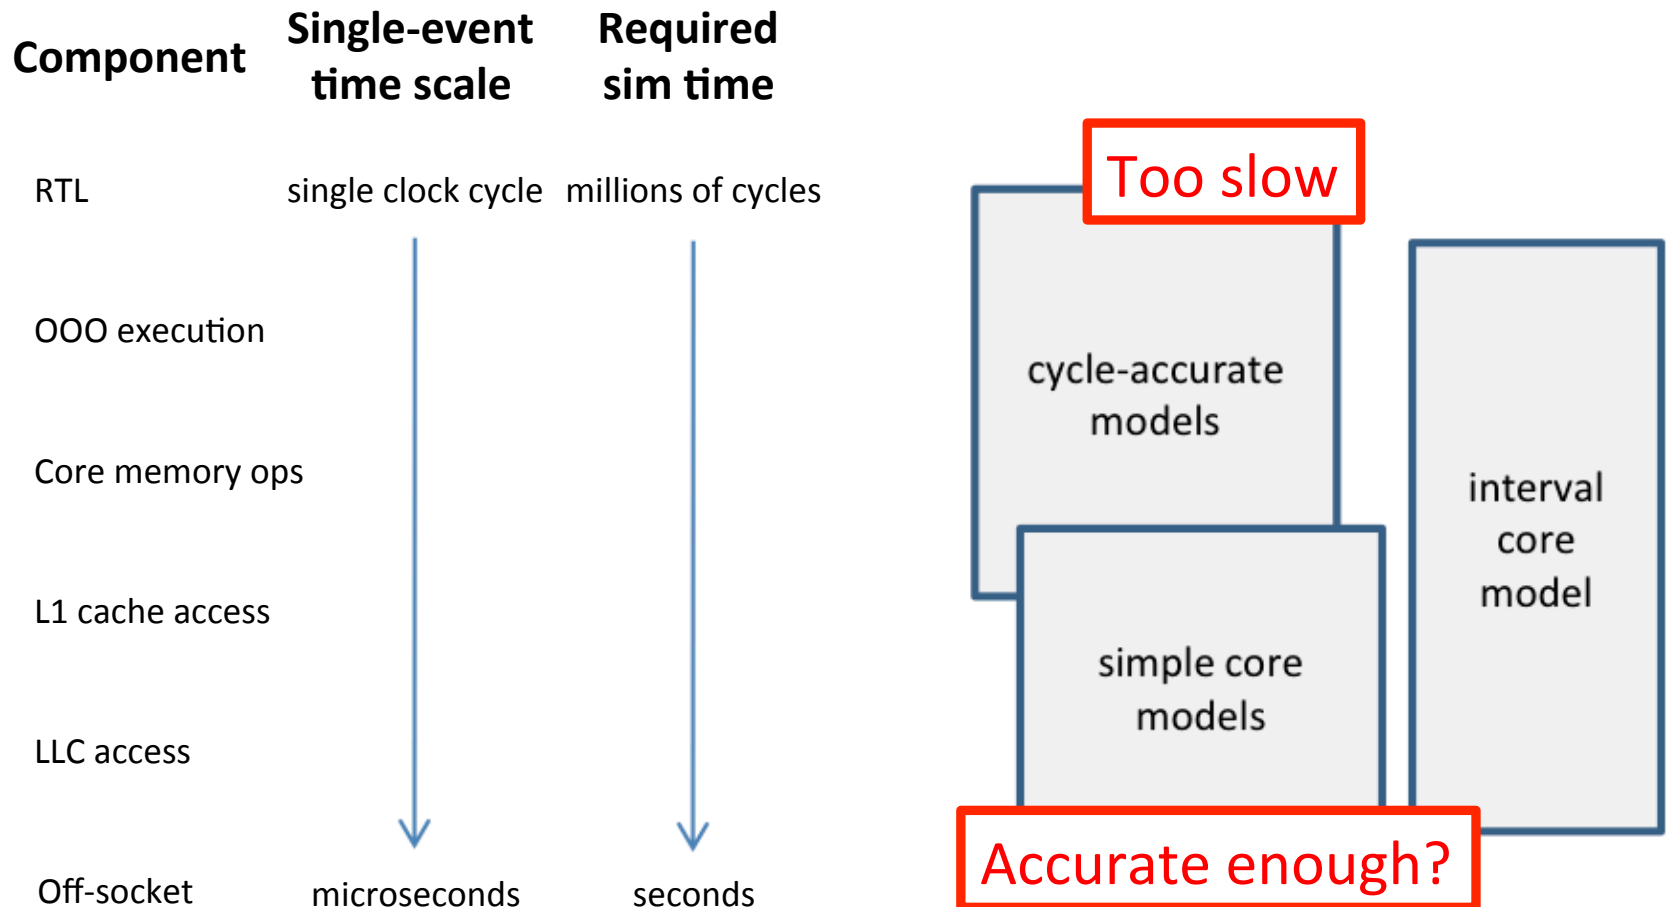 Component
Single-event
time scale
Required
sim time
RTL
single clock cycle
millions of cycles
OOO execution
Core memory ops
L1 cache access
LLC access
Off-socket
microseconds
seconds
Too slow
cycle-accurate
models
simple core
models
interval
core
model
Accurate enough?